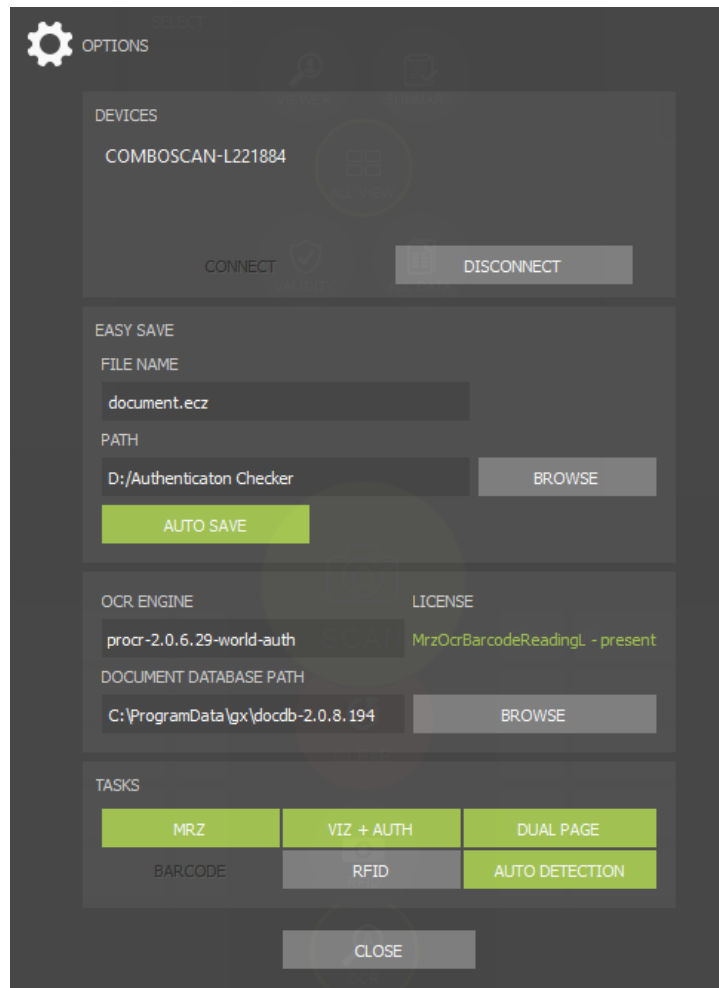 SELECT
OPTIONS
DEVICES
COMBOSCAN-L221884
CONNECT
DISCONNECT
EASY SAVE
FILE NAME
document.ecz
PATH
D:/Authenticaton Checker
BROWSE
AUTO SAVE
OCR ENGINE
LICENSE
procr-2.0.6.29-world-auth
SCAN
MrzOcrBarcodeReadingL - present
DOCUMENT DATABASE PATH
C:\ProgramData\gx\docdb-2.0.8.194
BROWSE
TASKS
MRZ
VIZ + AUTH
DUAL PAGE
BARCODE
RFID
AUTO DETECTION
CLOSE